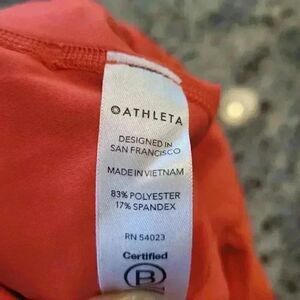 ATHLETA
DESIGNED IN
SAN FRANCISCO
MADE IN VIETNAM
83% POLYESTER
17% SPANDEX
RN 54023
Certified
B